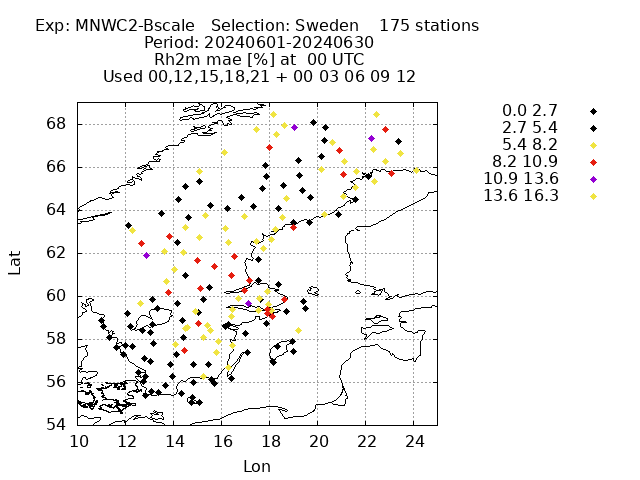 Exp: MNWC2-Bscale   Selection: Sweden    175 stations
Period: 20240601-20240630
Rh2m mae [%] at  00 UTC
Used 00,12,15,18,21 + 00 03 06 09 12
0.0 2.7
2.7 5.4
5.4 8.2
8.2 10.9
10.9 13.6
13.6 16.3
68
66
64
62
60
58
56
54
Lat
10 12 14 16 18 20 22 24
Lon